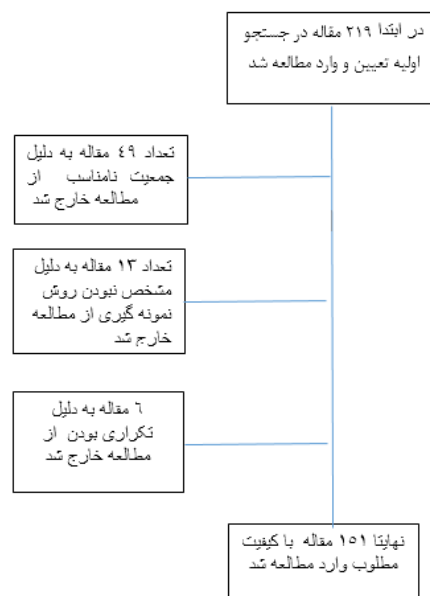 در ابتدا ۲۱۹ مقاله در جستجو
اولیه تعیین و وارد مطالعه شد
تعداد ٤۹ مقاله به دلیل
جمعیت نامناسب از
مطالعه خارج شد
تعداد ۱۳ مقاله به دلیل
مشخص نبودن روش
نمونه گیری از مطالعه
خارج شد
٦ مقاله به دلیل
تکراری بودن از
مطالعه خارج شد
نهایتا ۱۵۱ مقاله با کیفیت
مطلوب وارد مطالعه شد